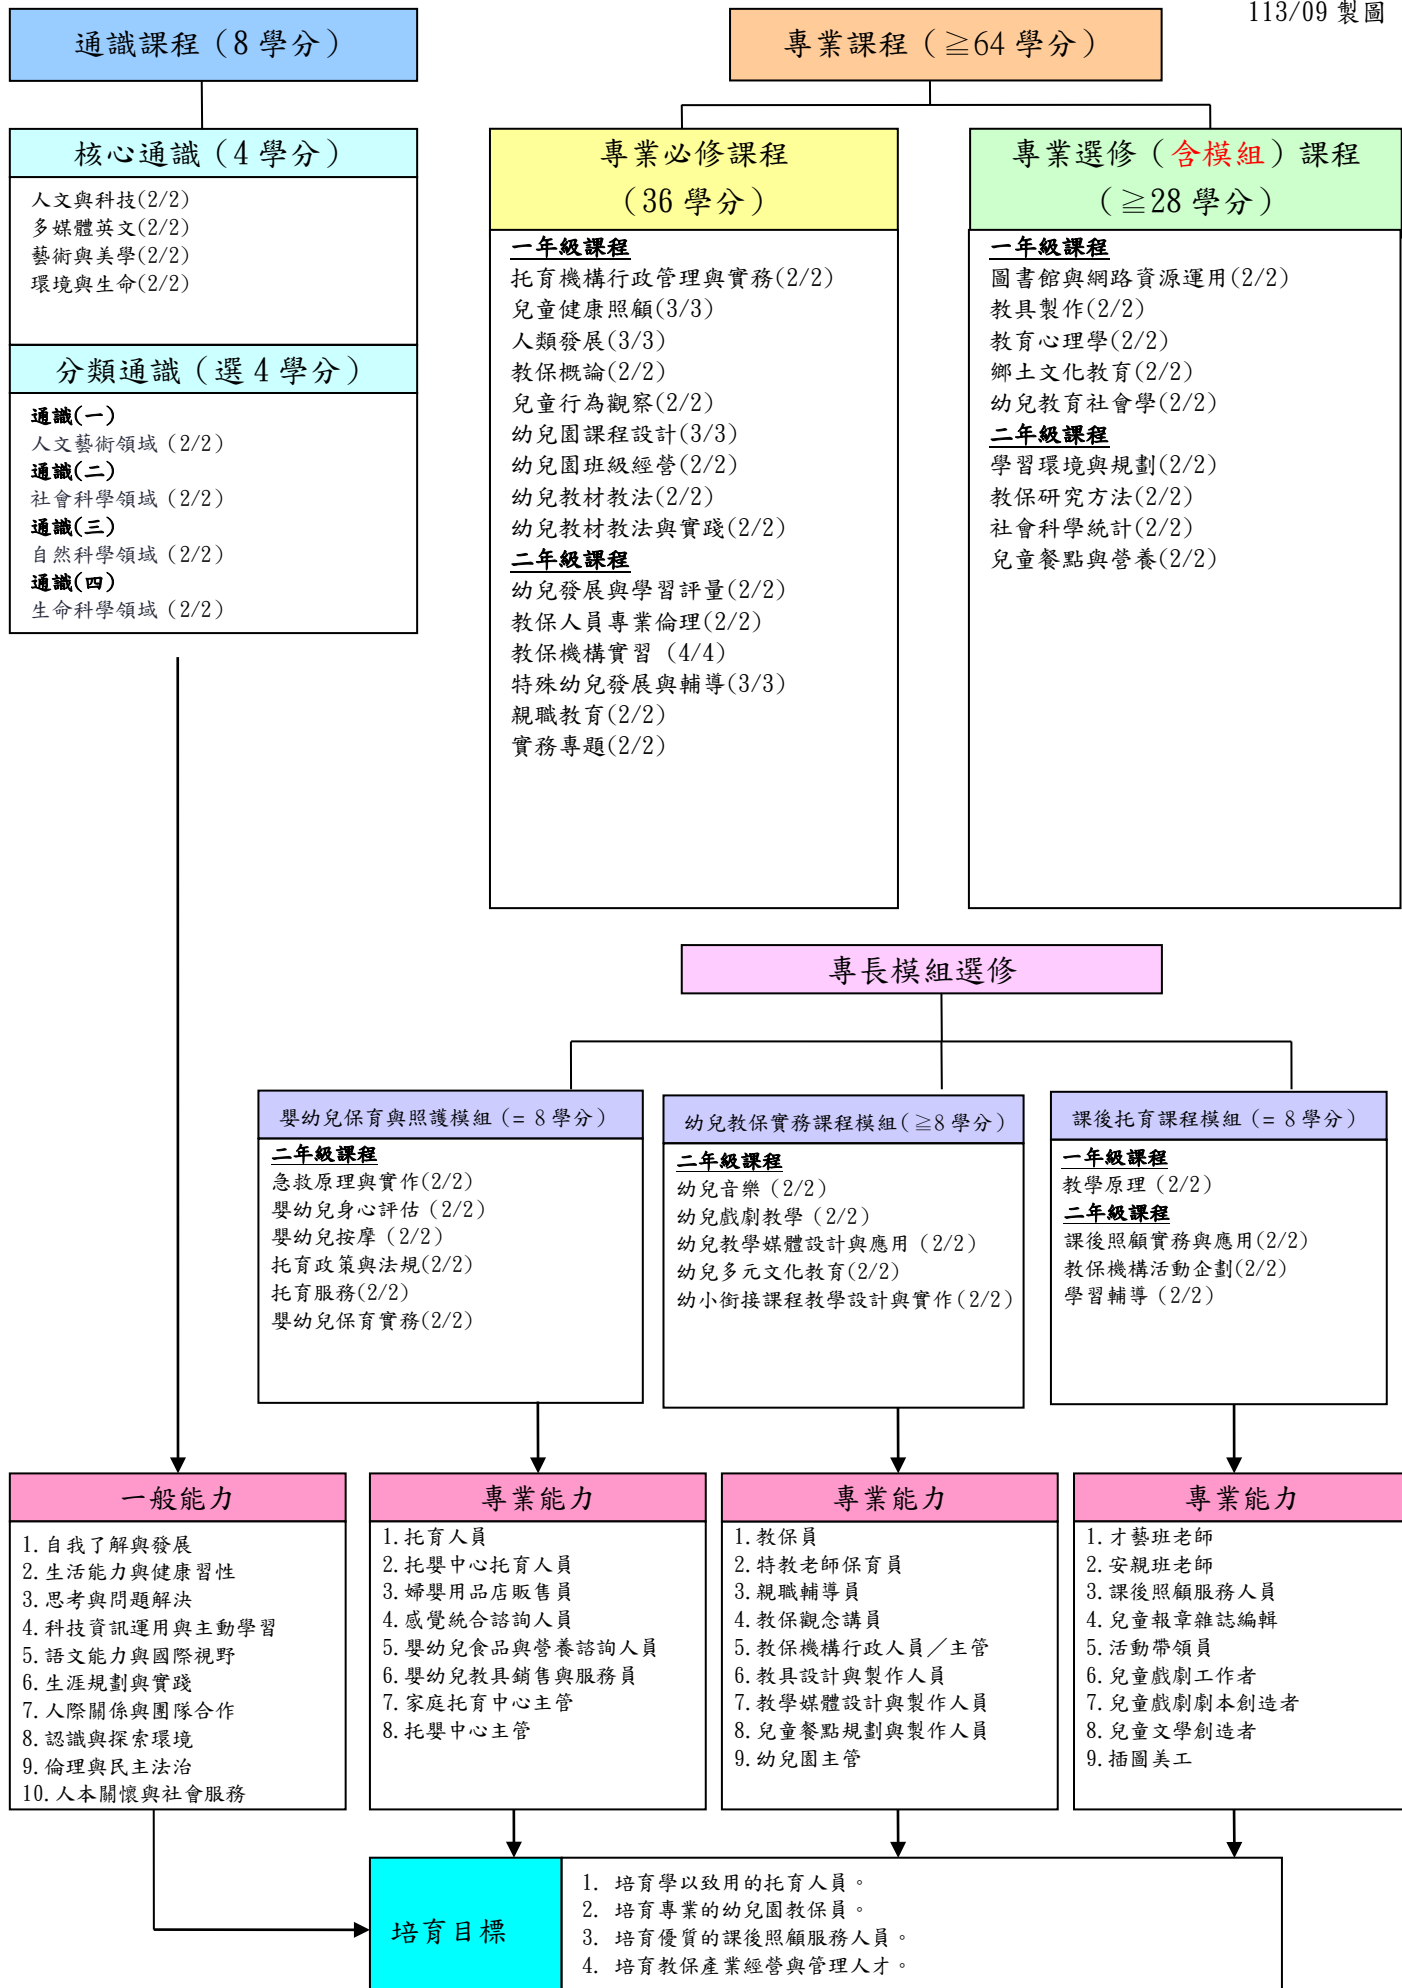 113/09 製圖
通識課程（8 學分）
專業課程（≧64 學分）
核心通識（4 學分）
人文與科技(2/2)
多媒體英文(2/2)
藝術與美學(2/2)
環境與生命(2/2)
分類通識（選 4 學分）
通識(一)
人文藝術領域（2/2）
通識(二)
社會科學領域（2/2）
通識(三)
自然科學領域（2/2）
通識(四)
生命科學領域（2/2）
專業必修課程
（36 學分）
一年級課程
托育機構行政管理與實務(2/2)
兒童健康照顧(3/3)
人類發展(3/3)
教保概論(2/2)
兒童行為觀察(2/2)
幼兒園課程設計(3/3)
幼兒園班級經營(2/2)
幼兒教材教法(2/2)
幼兒教材教法與實踐(2/2)
二年級課程
幼兒發展與學習評量(2/2)
教保人員專業倫理(2/2)
教保機構實習（4/4）
特殊幼兒發展與輔導(3/3)
親職教育(2/2)
實務專題(2/2)
專業選修（含模組）課程
（≧28 學分）
一年級課程
圖書館與網路資源運用(2/2)
教具製作(2/2)
教育心理學(2/2)
鄉土文化教育(2/2)
幼兒教育社會學(2/2)
二年級課程
學習環境與規劃(2/2)
教保研究方法(2/2)
社會科學統計(2/2)
兒童餐點與營養(2/2)
專長模組選修
嬰幼兒保育與照護模組（= 8 學分）
二年級課程
急救原理與實作(2/2)
嬰幼兒身心評估（2/2）
嬰幼兒按摩（2/2）
托育政策與法規(2/2)
托育服務(2/2)
嬰幼兒保育實務(2/2)
幼兒教保實務課程模組（≧8 學分）
二年級課程
幼兒音樂（2/2）
幼兒戲劇教學（2/2）
幼兒教學媒體設計與應用（2/2）
幼兒多元文化教育(2/2)
幼小銜接課程教學設計與實作(2/2)
課後托育課程模組（= 8 學分）
一年級課程
教學原理（2/2）
二年級課程
課後照顧實務與應用(2/2)
教保機構活動企劃(2/2)
學習輔導（2/2）
一般能力
1.自我了解與發展
2.生活能力與健康習性
3.思考與問題解決
4.科技資訊運用與主動學習
5.語文能力與國際視野
6.生涯規劃與實踐
7.人際關係與團隊合作
8.認識與探索環境
9.倫理與民主法治
10.人本關懷與社會服務
專業能力
1.托育人員
2.托嬰中心托育人員
3.婦嬰用品店販售員
4.感覺統合諮詢人員
5.嬰幼兒食品與營養諮詢人員
6.嬰幼兒教具銷售與服務員
7.家庭托育中心主管
8.托嬰中心主管
專業能力
1.教保員
2.特教老師保育員
3.親職輔導員
4.教保觀念講員
5.教保機構行政人員／主管
6.教具設計與製作人員
7.教學媒體設計與製作人員
8.兒童餐點規劃與製作人員
9.幼兒園主管
專業能力
1.才藝班老師
2.安親班老師
3.課後照顧服務人員
4.兒童報章雜誌編輯
5.活動帶領員
6.兒童戲劇工作者
7.兒童戲劇劇本創造者
8.兒童文學創造者
9.插圖美工
培育目標
1. 培育學以致用的托育人員。
2. 培育專業的幼兒園教保員。
3. 培育優質的課後照顧服務人員。
4. 培育教保產業經營與管理人才。